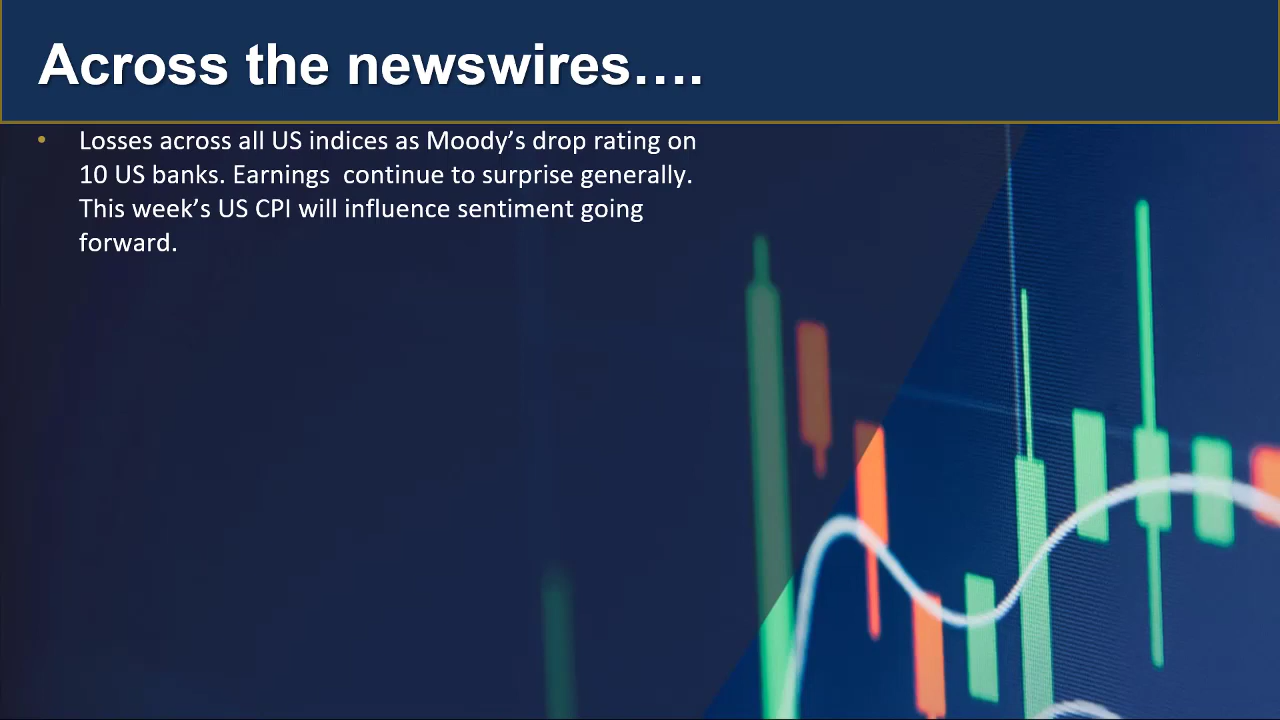 Across the newswires….
• Losses across all US indices as Moody’s drop rating on
10 US banks. Earnings  continue to surprise generally.
This week’s US CPI will influence sentiment going
forward.